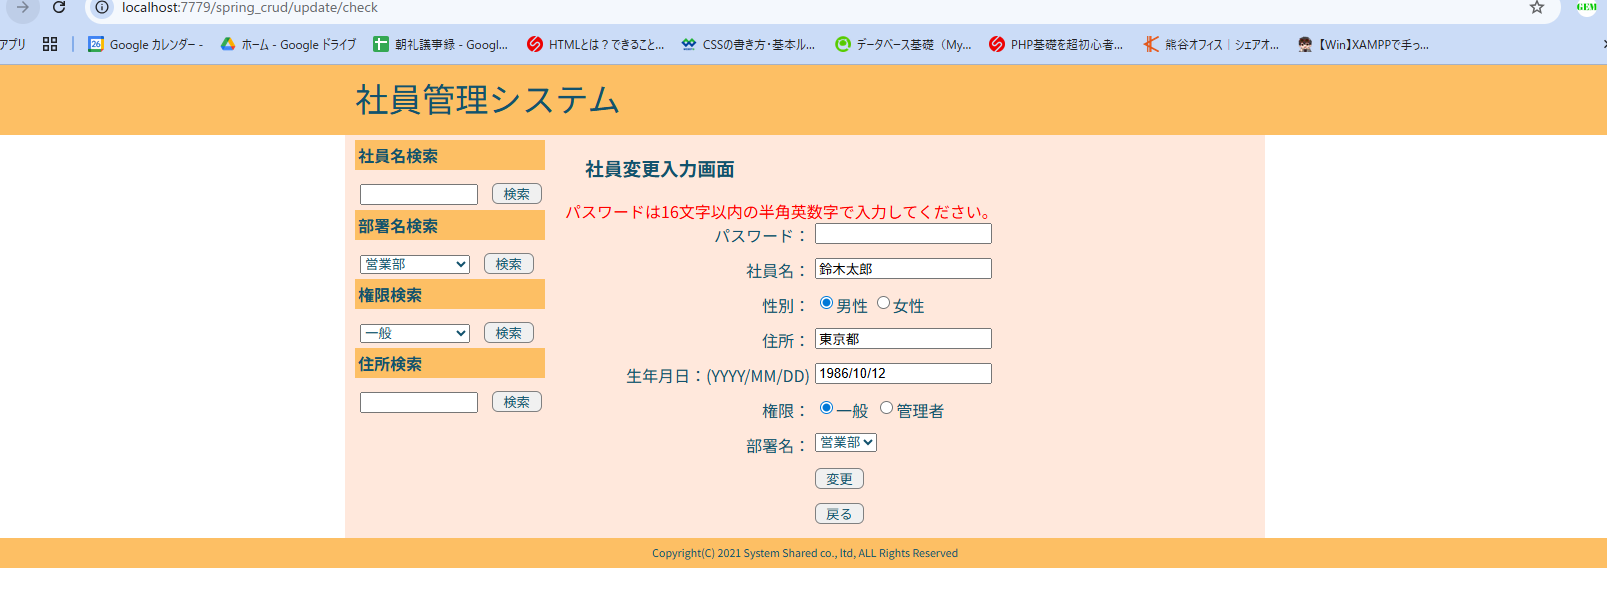 localhost:7779/spring_crud/update/check
GEM
アプリ Google カレンダー - ホーム - Google ドライブ 朝礼議事録 - Googl... HTMLとは？できること... CSSの書き方・基本ル... データベース基礎（My... PHP基礎を超初心者... 熊谷オフィス｜シェアオ... 【Win】XAMPPで手っ...
社員管理システム
社員名検索
検索
部署名検索
営業部 検索
権限検索
一般 検索
住所検索
検索
社員変更入力画面
パスワードは16文字以内の半角英数字で入力してください。
パスワード：
社員名： 鈴木太郎
性別： 男性 女性
住所： 東京都
生年月日：(YYYY/MM/DD) 1986/10/12
権限： 一般 管理者
部署名： 営業部
変更
戻る
Copyright(C) 2021 System Shared co., ltd, ALL Rights Reserved